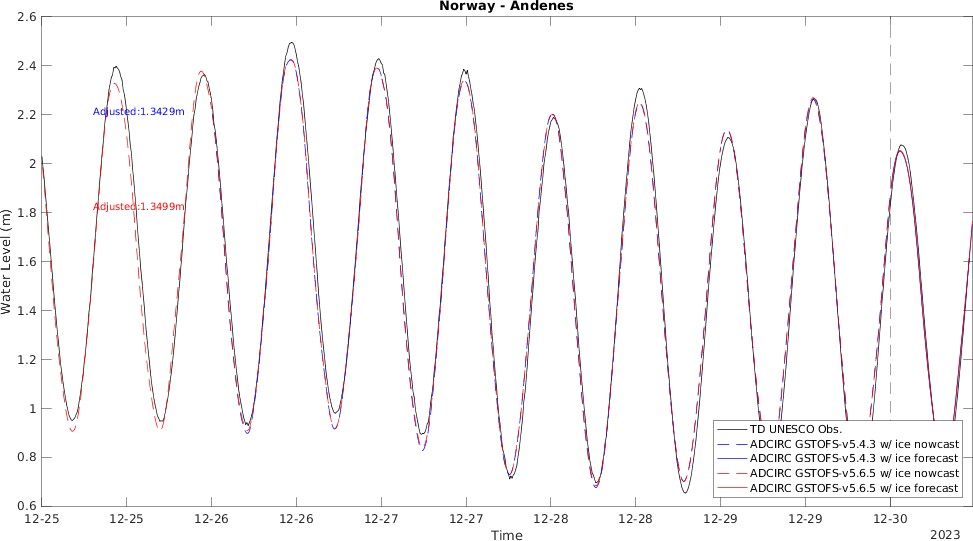 Norway - Andenes
2.6
2.4
2.2
2
1.8
1.6
1.4
1.2
1
0.8
0.6
Water Level (m)
Adjusted:1.3429m
Adjusted:1.3499m
TD UNESCO Obs.
ADCIRC GSTOFS-v5.4.3 w/ ice nowcast
ADCIRC GSTOFS-v5.4.3 w/ ice forecast
ADCIRC GSTOFS-v5.6.5 w/ ice nowcast
ADCIRC GSTOFS-v5.6.5 w/ ice forecast
12-25 12-25 12-26 12-26 12-27 12-27 12-28 12-28 12-29 12-29 12-30
Time
2023